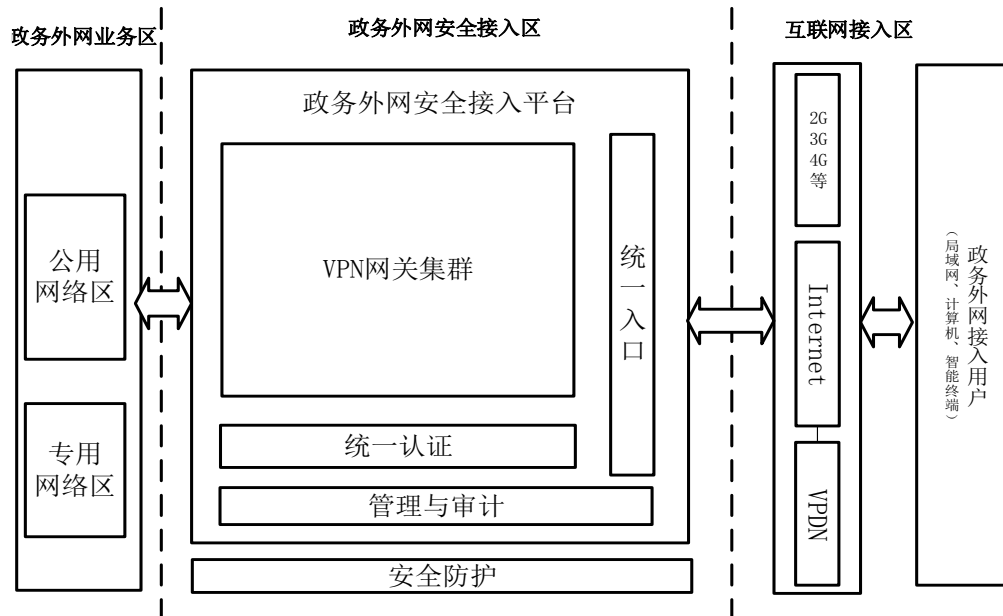 政务外网业务区
政务外网安全接入区
互联网接入区
公用
网络区
专用
网络区
政务外网安全接入平台
VPN网关集群
统一入口
统一认证
管理与审计
安全防护
2G
3G
4G
等
Internet
VPDN
政务外网接入用户
(局域网、计算机、智能终端)